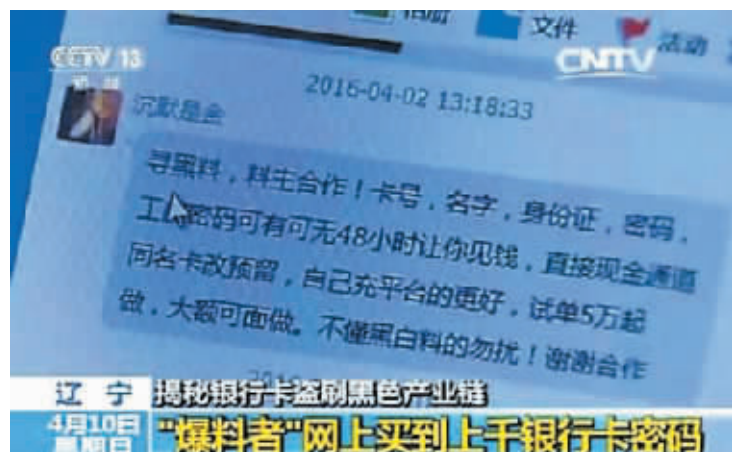 文件
活动
CCTV 13
CNTV
2016-04-02 13:18:33
沉默是金
寻黑料，料主合作！卡号，名字，身份证，密码，
密码可有可无48小时让你见钱，直接现金通道
同名卡改预留，自己充平台的更好，试单5万起
做，大额可面做。不懂黑白料的勿扰！谢谢合作
辽宁 揭秘银行卡盗刷黑色产业链
4月10日
星期日
"爆料者"网上买到上千银行卡密码